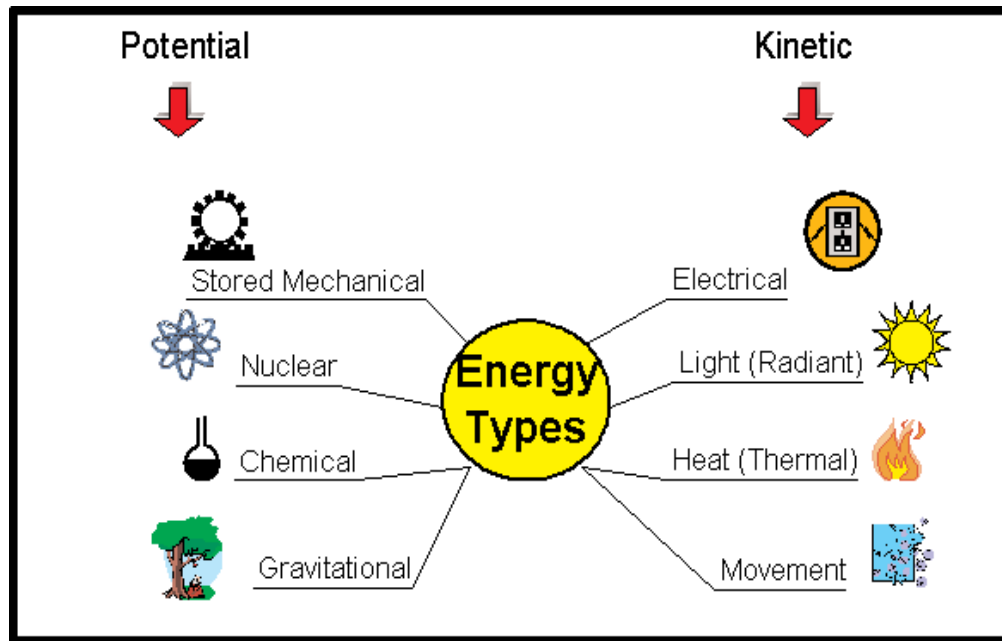 Potential
Kinetic
Stored Mechanical
Electrical
Nuclear
Energy
Types
Light (Radiant)
Chemical
Heat (Thermal)
Gravitational
Movement